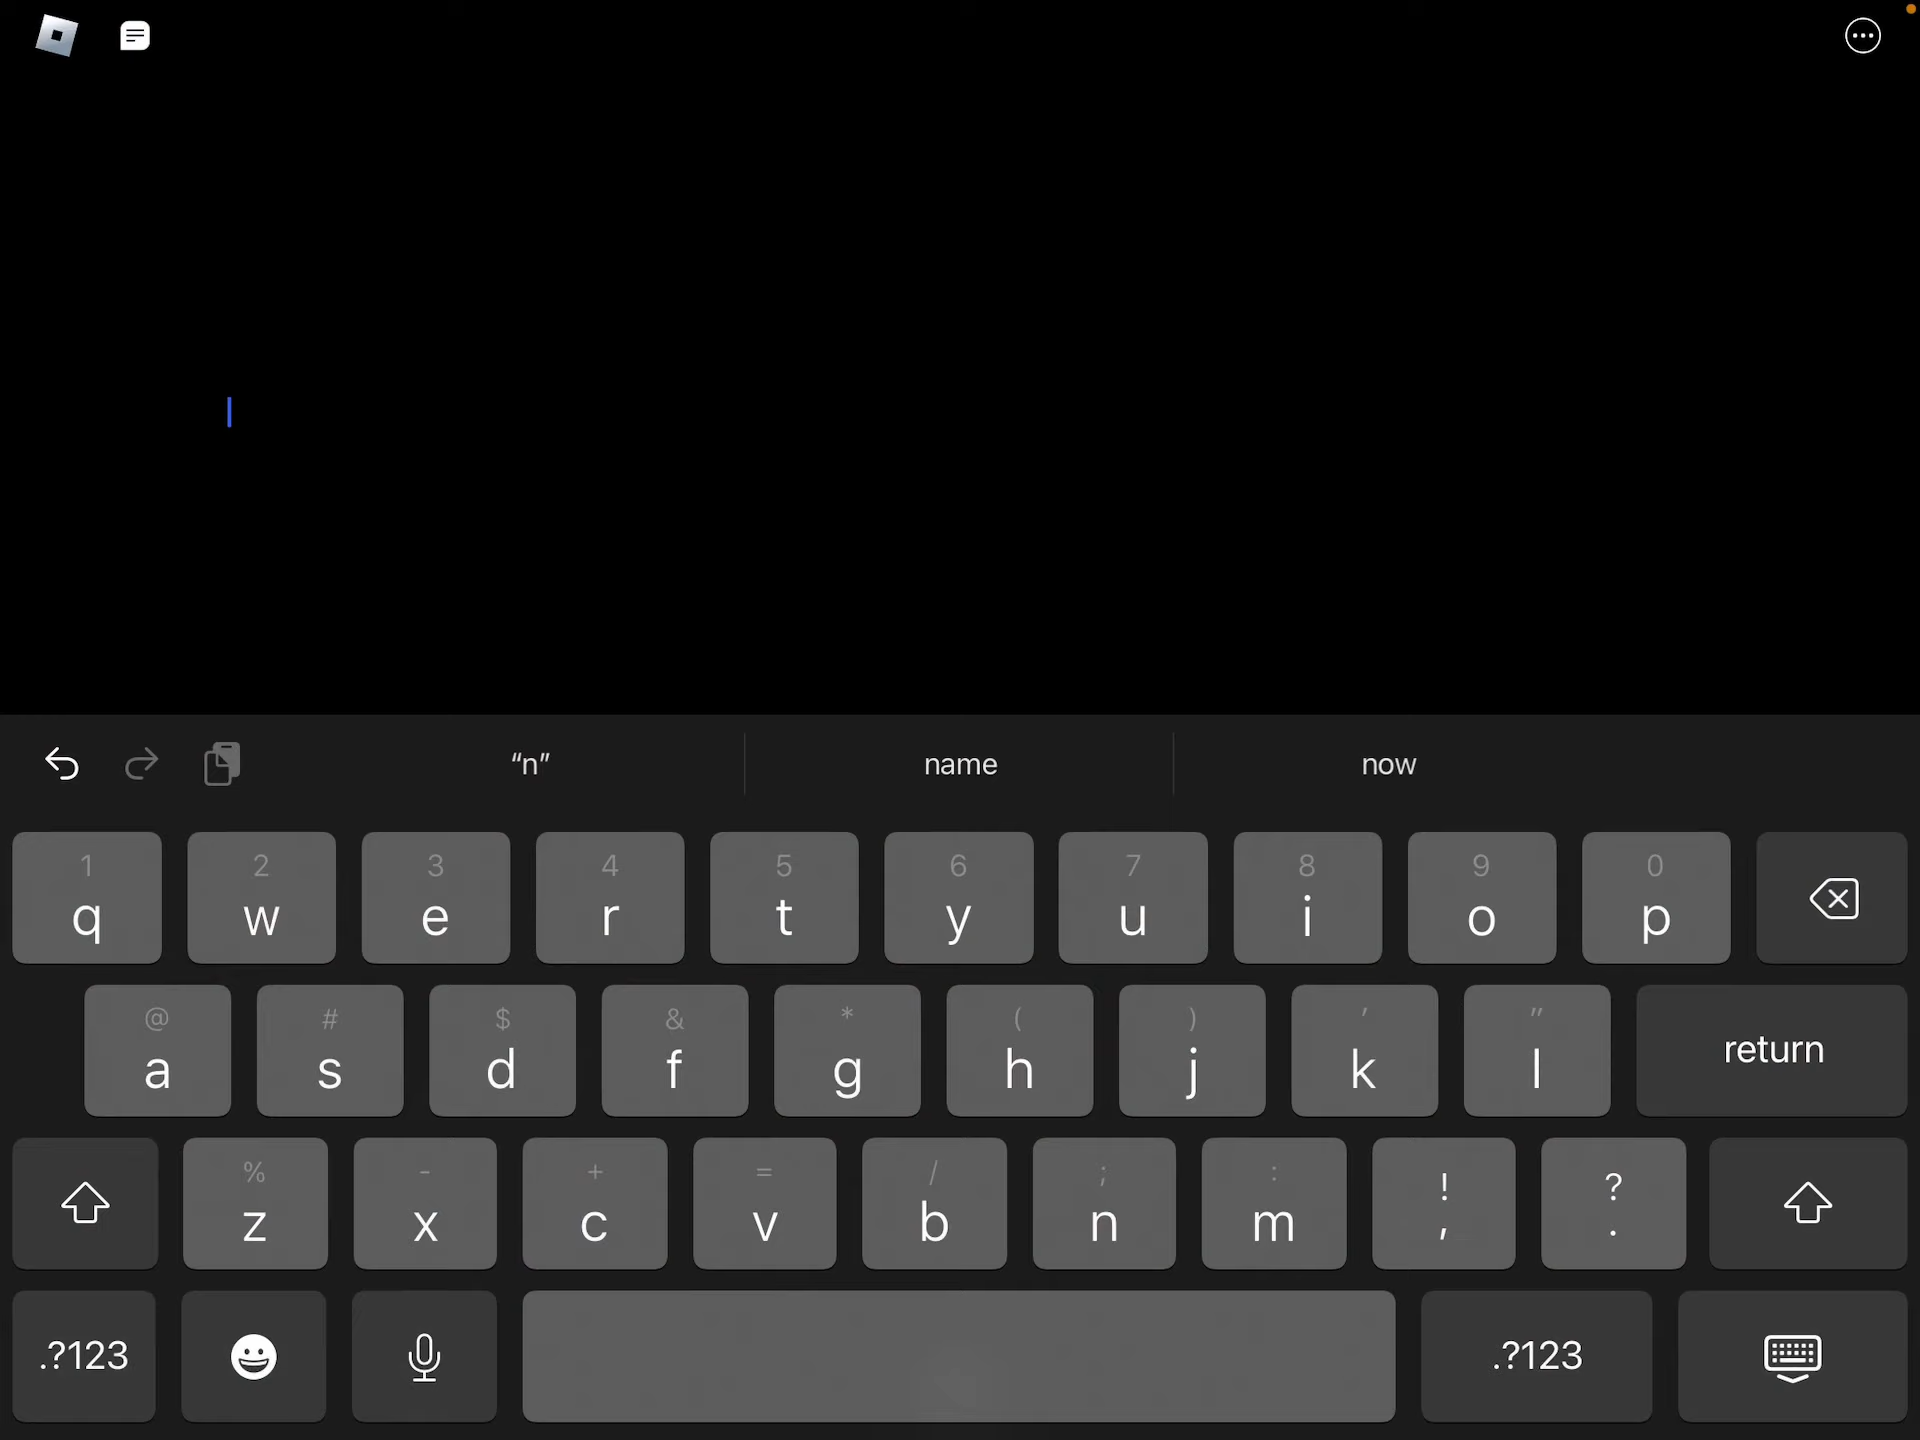 “n” name now
1 2 3 4 5 6 7 8 9 0
q w e r t y u i o p
@ # $ & * ( ) ' "
a s d f g h j k l return
% - + = / ; : ! ?
z x c v b n m , .
.?123 .?123